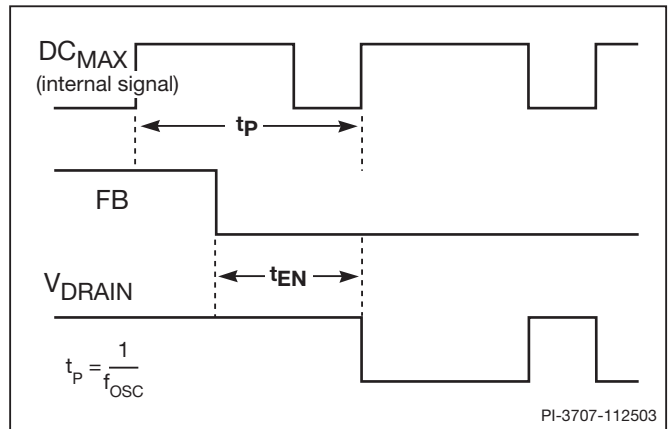 DCMAX
(internal signal)
tP
FB
tEN
VDRAIN
tP = 1/fOSC
PI-3707-112503